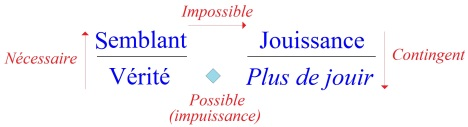 Impossible
Semblant Jouissance
Nécessaire Contingent
Vérité Plus de jouir
Possible
(impuissance)